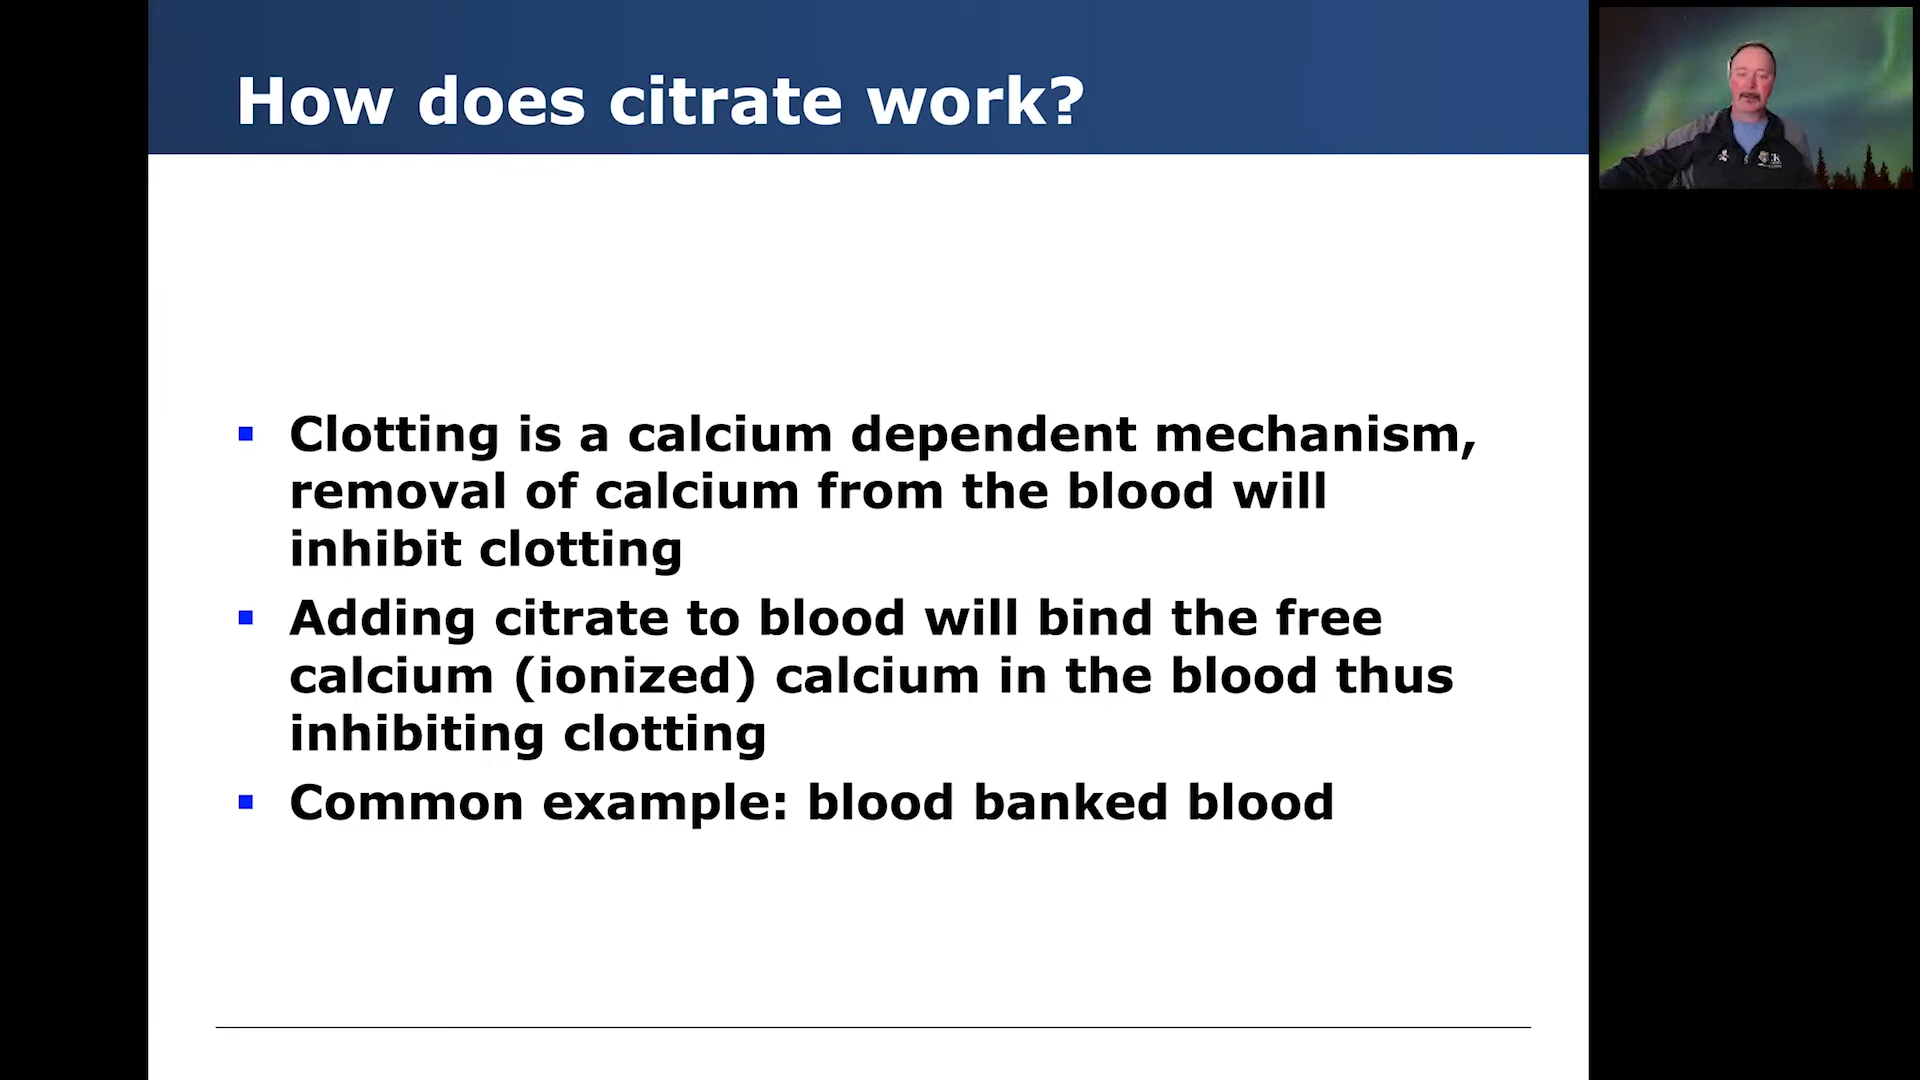 How does citrate work?
▪ Clotting is a calcium dependent mechanism,
removal of calcium from the blood will
inhibit clotting
▪ Adding citrate to blood will bind the free
calcium (ionized) calcium in the blood thus
inhibiting clotting
▪ Common example: blood banked blood